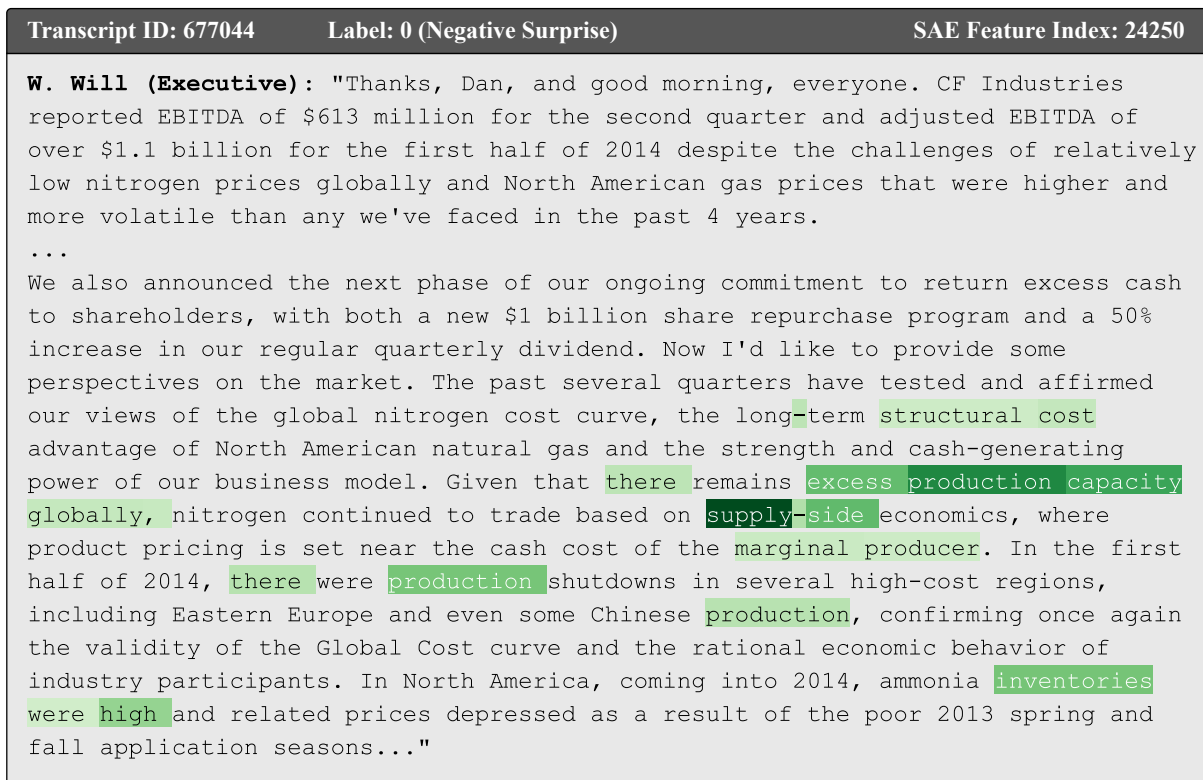 Transcript ID: 677044 Label: 0 (Negative Surprise) SAE Feature Index: 24250
W. Will (Executive): "Thanks, Dan, and good morning, everyone. CF Industries
reported EBITDA of $613 million for the second quarter and adjusted EBITDA of
over $1.1 billion for the first half of 2014 despite the challenges of relatively
low nitrogen prices globally and North American gas prices that were higher and
more volatile than any we've faced in the past 4 years.
...
We also announced the next phase of our ongoing commitment to return excess cash
to shareholders, with both a new $1 billion share repurchase program and a 50%
increase in our regular quarterly dividend. Now I'd like to provide some
perspectives on the market. The past several quarters have tested and affirmed
our views of the global nitrogen cost curve, the long-term structural cost
advantage of North American natural gas and the strength and cash-generating
power of our business model. Given that there remains excess production capacity
globally, nitrogen continued to trade based on supply-side economics, where
product pricing is set near the cash cost of the marginal producer. In the first
half of 2014, there were production shutdowns in several high-cost regions,
including Eastern Europe and even some Chinese production, confirming once again
the validity of the Global Cost curve and the rational economic behavior of
industry participants. In North America, coming into 2014, ammonia inventories
were high and related prices depressed as a result of the poor 2013 spring and
fall application seasons..."